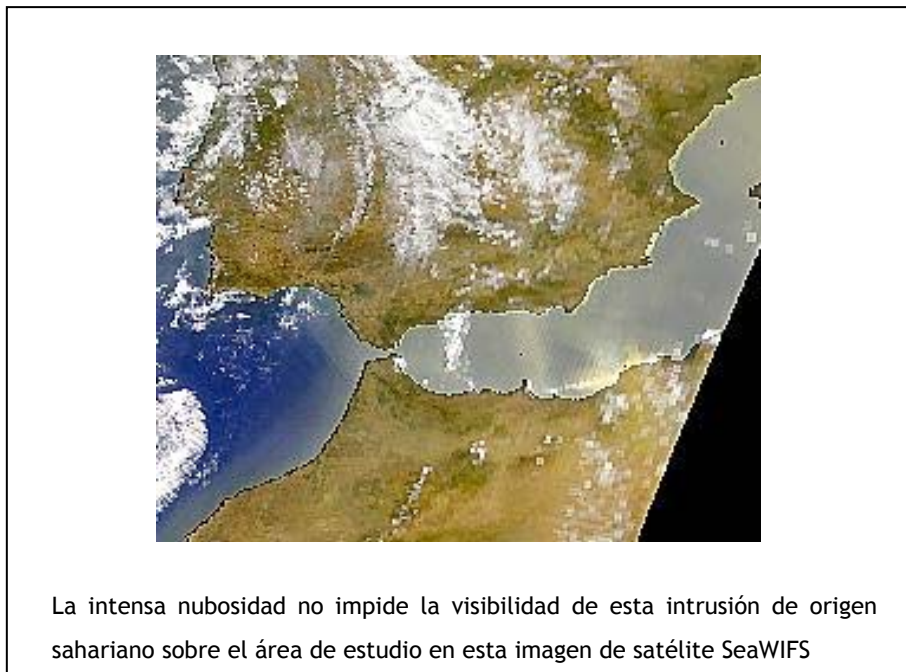 La intensa nubosidad no impide la visibilidad de esta intrusión de origen
sahariano sobre el área de estudio en esta imagen de satélite SeaWIFS